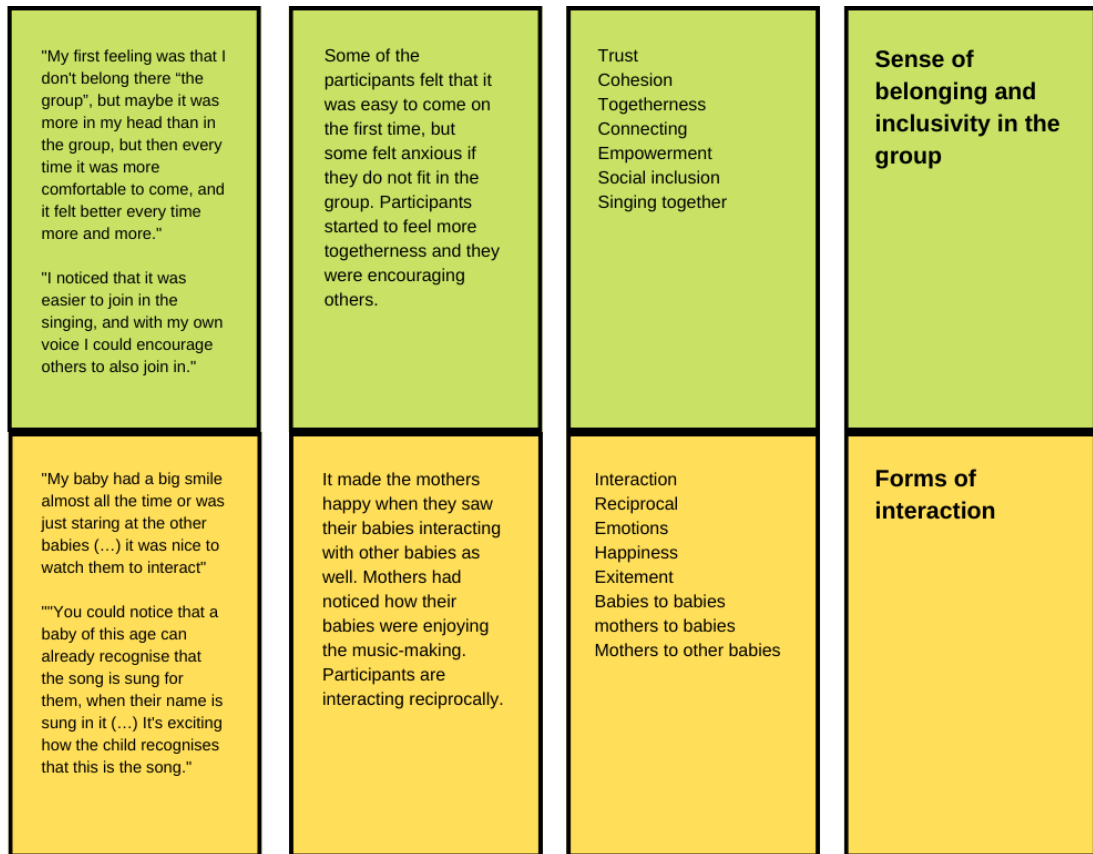 "My first feeling was that I
don't belong there “the
group”, but maybe it was
more in my head than in
the group, but then every
time it was more
comfortable to come, and
it felt better every time
more and more."
"I noticed that it was
easier to join in the
singing, and with my own
voice I could encourage
others to also join in."
Some of the
participants felt that it
was easy to come on
the first time, but
some felt anxious if
they do not fit in the
group. Participants
started to feel more
togetherness and they
were encouraging
others.
Trust
Cohesion
Togetherness
Connecting
Empowerment
Social inclusion
Singing together
Sense of
belonging and
inclusivity in the
group
"My baby had a big smile
almost all the time or was
just staring at the other
babies (…) it was nice to
watch them to interact"
""You could notice that a
baby of this age can
already recognise that
the song is sung for
them, when their name is
sung in it (…) It's exciting
how the child recognises
that this is the song."
It made the mothers
happy when they saw
their babies interacting
with other babies as
well. Mothers had
noticed how their
babies were enjoying
the music-making.
Participants are
interacting reciprocally.
Interaction
Reciprocal
Emotions
Happiness
Exitement
Babies to babies
mothers to babies
Mothers to other babies
Forms of
interaction